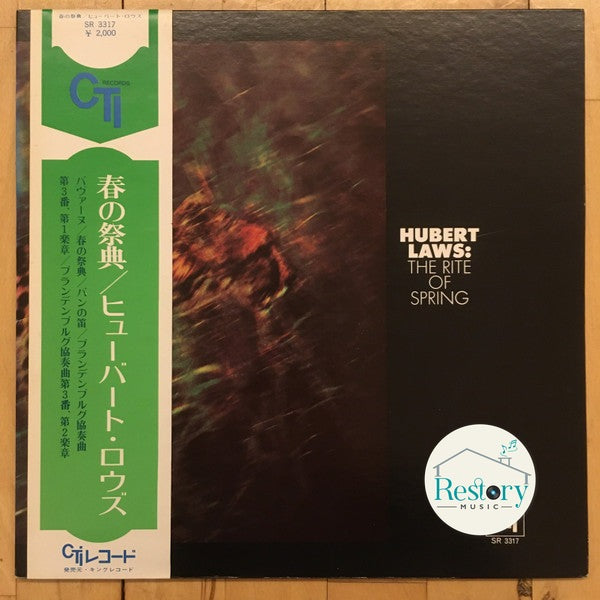 春の祭典/ヒューバート・ロウズ
SR 3317
¥ 2,000
CTI
RECORDS
春の祭典/ヒューバート・ロウズ
パヴァーヌ/春の祭典/パンの笛/ブランデンブルグ協奏曲
第3番、第1楽章/ブランデンブルグ協奏曲第3番、第2楽章
CTIレコード
発売元・キングレコード
HUBERT
LAWS:
THE RITE
OF
SPRING
Restory
MUSIC
SR 3317